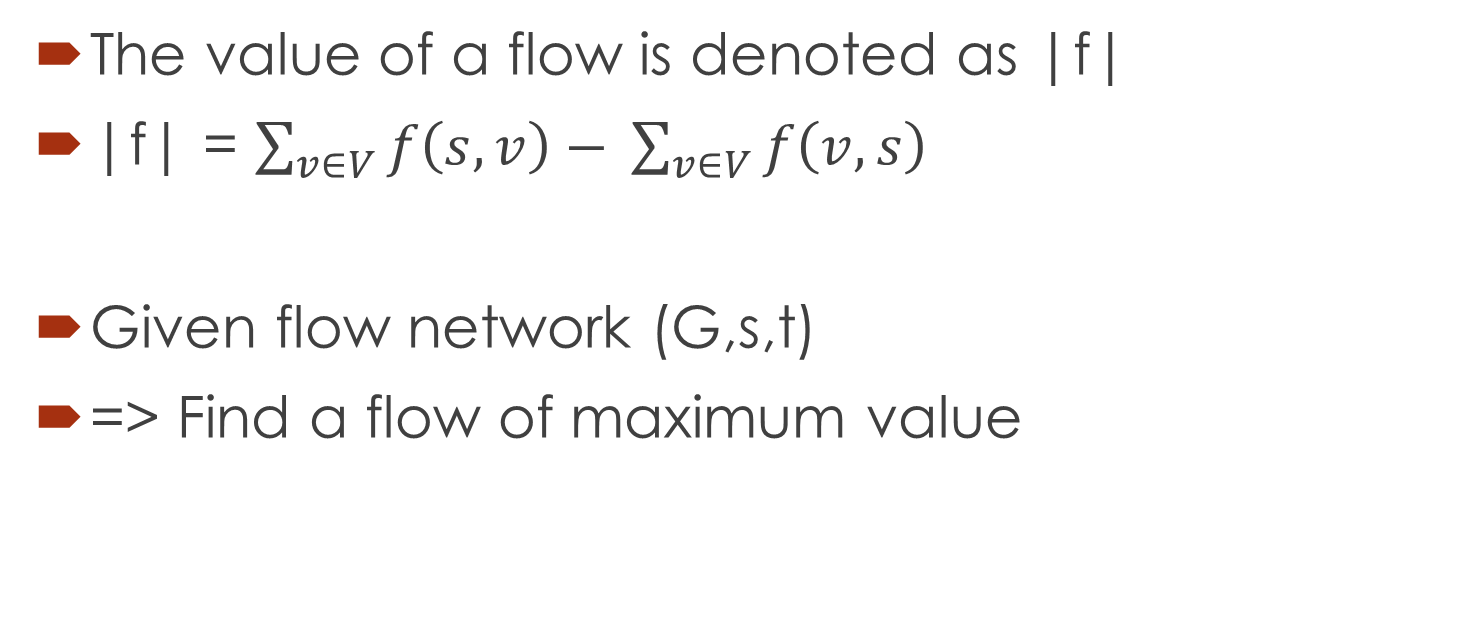 The value of a flow is denoted as |f|
|f| = ∑_{v∈V} f(s, v) − ∑_{v∈V} f(v, s)
Given flow network (G,s,t)
=> Find a flow of maximum value